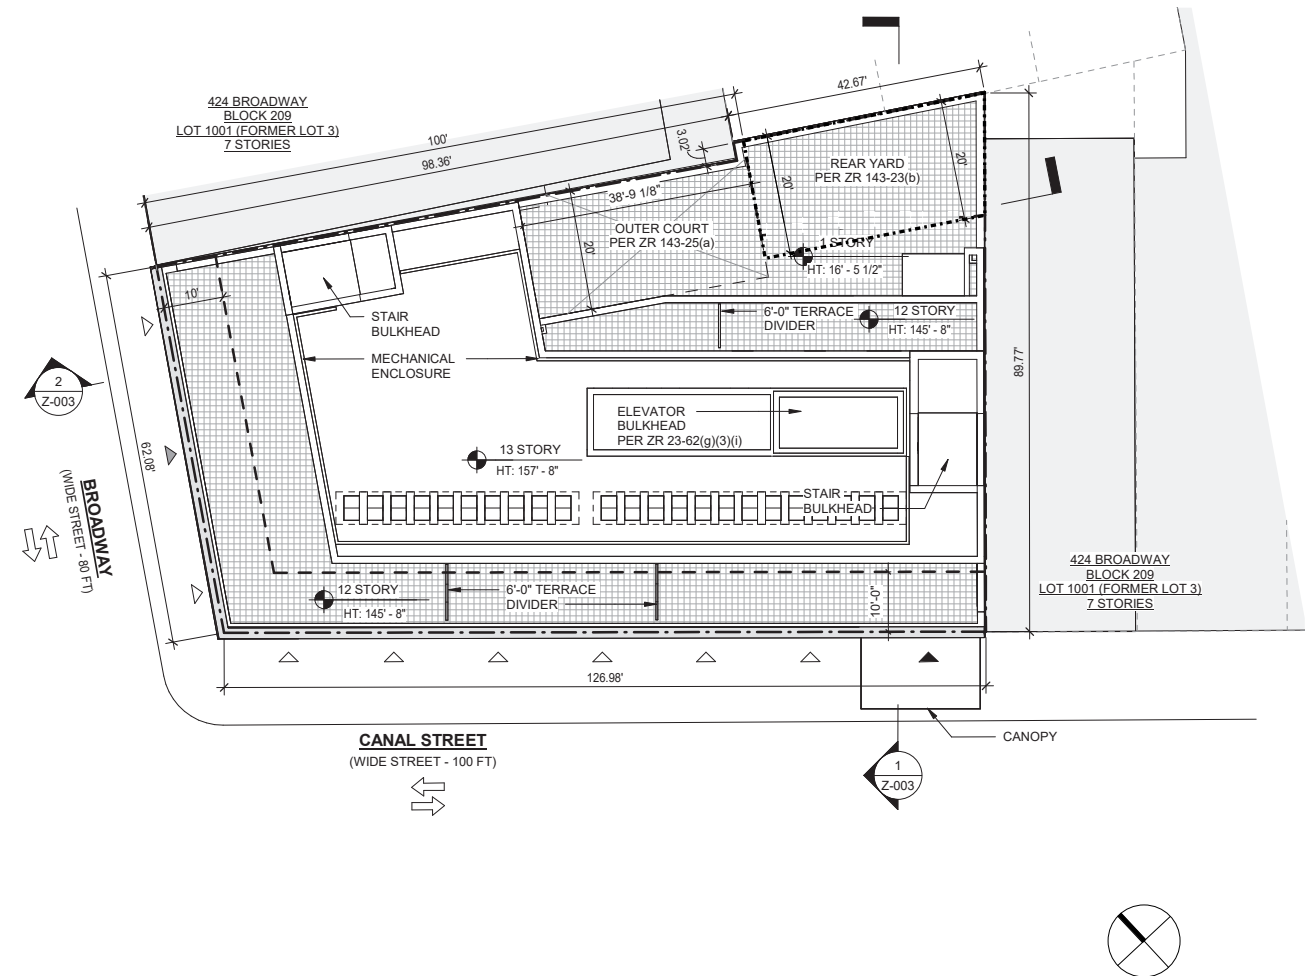 424 BROADWAY
BLOCK 209
LOT 1001 (FORMER LOT 3)
7 STORIES
42.67'
100'
98.36'
3.02'
REAR YARD
PER ZR 143-23(b)
20'
20'
38'-9 1/8"
OUTER COURT
PER ZR 143-25(a)
20'
1 STORY
HT: 16' - 5 1/2"
10'
STAIR
BULKHEAD
6'-0" TERRACE
DIVIDER
12 STORY
HT: 145' - 8"
MECHANICAL
ENCLOSURE
89.77'
2
Z-003
ELEVATOR
BULKHEAD
PER ZR 23-62(g)(3)(i)
62.08'
13 STORY
HT: 157' - 8"
STAIR
BULKHEAD
BROADWAY
(WIDE STREET - 80 FT)
424 BROADWAY
BLOCK 209
LOT 1001 (FORMER LOT 3)
7 STORIES
12 STORY
HT: 145' - 8"
6'-0" TERRACE
DIVIDER
10'-0"
126.98'
CANAL STREET
(WIDE STREET - 100 FT)
CANOPY
1
Z-003